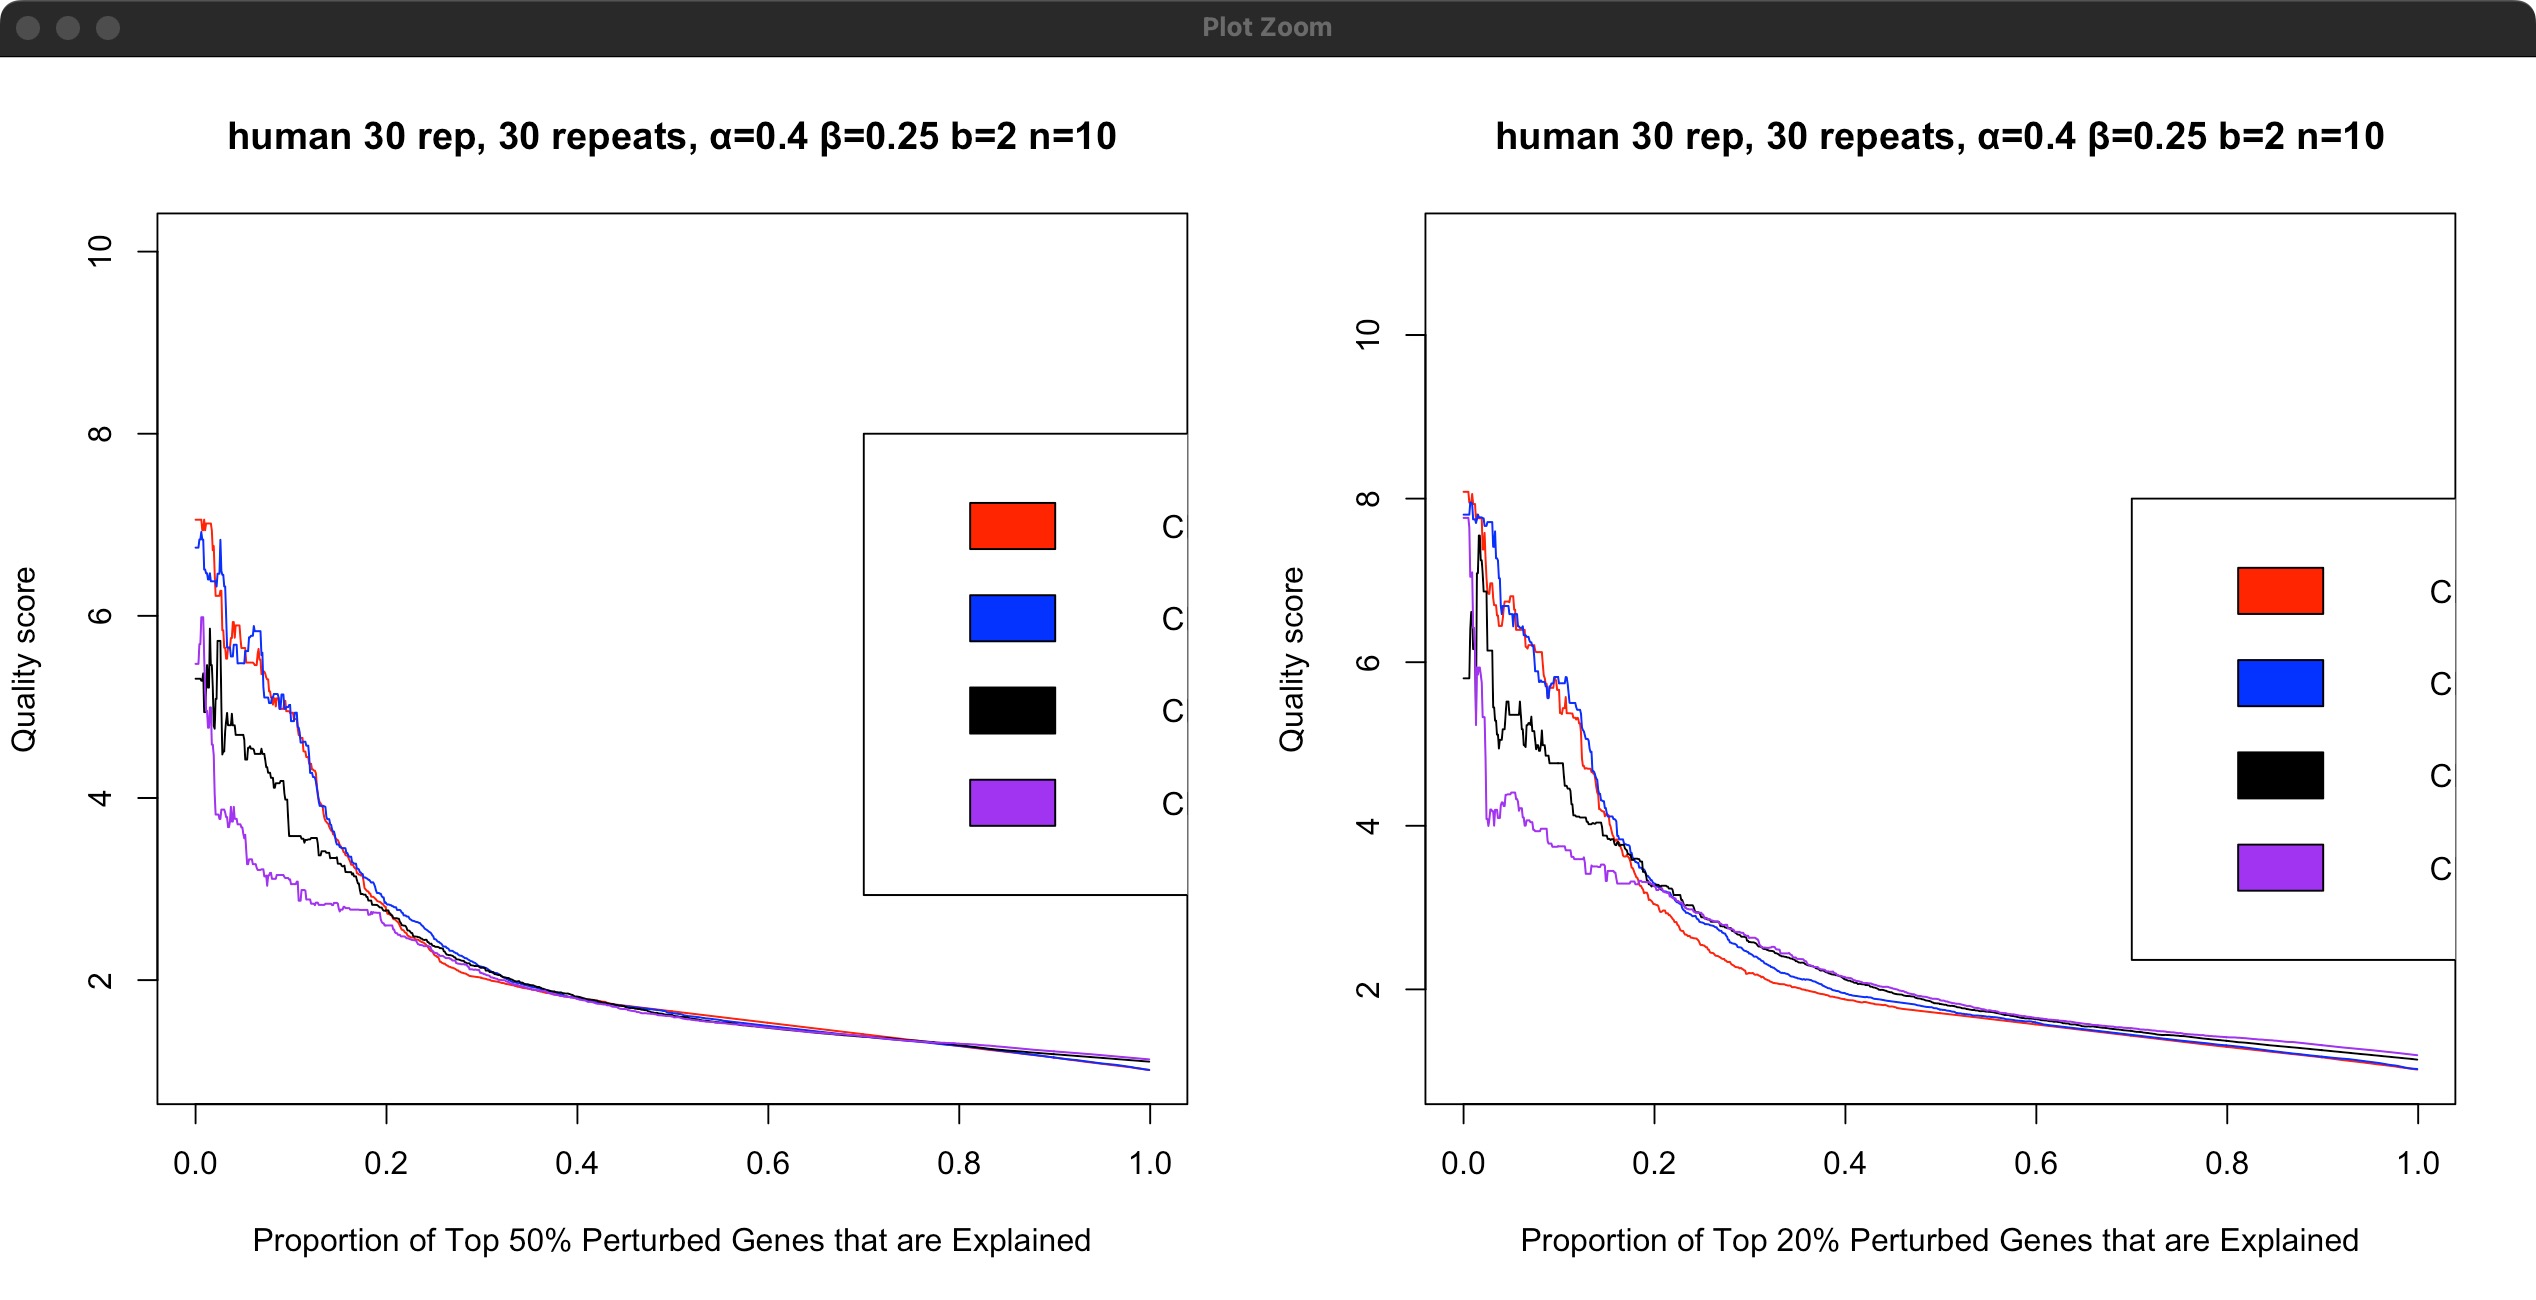 Plot Zoom
human 30 rep, 30 repeats, α=0.4 β=0.25 b=2 n=10
Quality score
10
8
6
4
2
C
C
C
C
0.0 0.2 0.4 0.6 0.8 1.0
Proportion of Top 50% Perturbed Genes that are Explained
human 30 rep, 30 repeats, α=0.4 β=0.25 b=2 n=10
Quality score
10
8
6
4
2
C
C
C
C
0.0 0.2 0.4 0.6 0.8 1.0
Proportion of Top 20% Perturbed Genes that are Explained